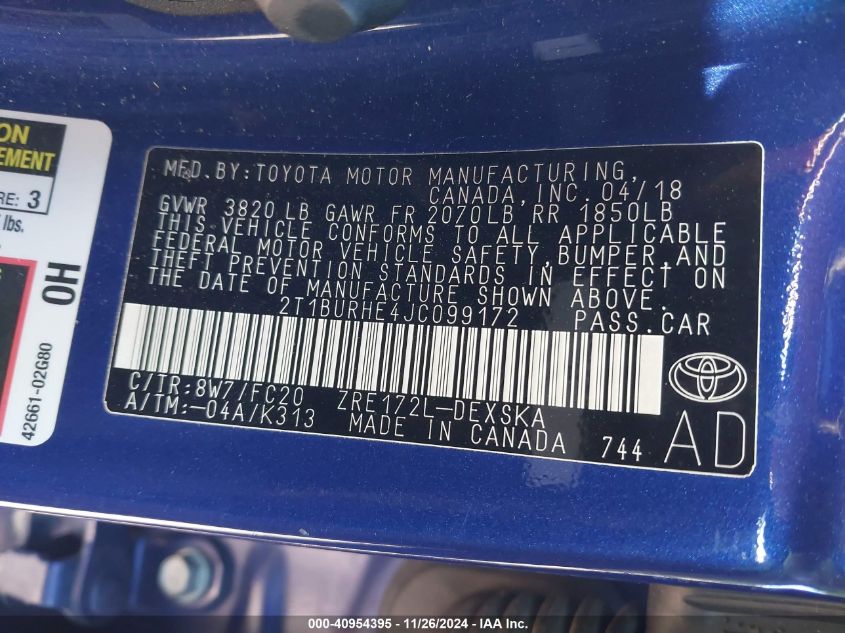 ON
EMENT
RE: 3
lbs.
OH
42661-02G80
MFD.BY:TOYOTA MOTOR MANUFACTURING,
CANADA,INC. 04/18
GVWR 3820 LB GAWR FR 2070LB RR 1850LB
THIS VEHICLE CONFORMS TO ALL APPLICABLE
FEDERAL MOTOR VEHICLE SAFETY,BUMPER,AND
THEFT PREVENTION STANDARDS IN EFFECT ON
THE DATE OF MANUFACTURE SHOWN ABOVE.
2T1BURHE4JC099172 PASS.CAR
C/TR:8W7/FC20 ZRE172L-DEXSKA
A/TM:-04A/K313 MADE IN CANADA 744
AD
000-40954395 - 11/26/2024 - IAA Inc.